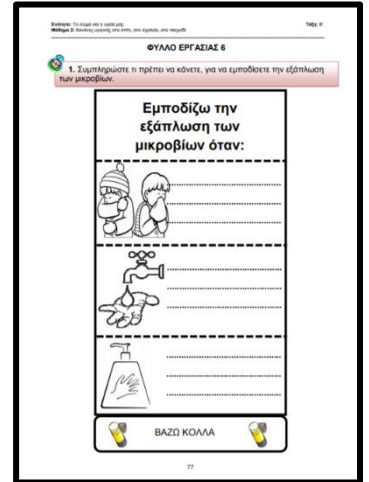 Ενότητα: Το σώμα και η υγεία μας
Τάξη: Β'
Μάθημα 2: Κανόνες υγιεινής στο σπίτι, στο σχολείο, στο παιχνίδι
ΦΥΛΛΟ ΕΡΓΑΣΙΑΣ 6
1. Συμπληρώστε τι πρέπει να κάνετε, για να εμποδίσετε την εξάπλωση
των μικροβίων.
Εμποδίζω την
εξάπλωση των
μικροβίων όταν:
ΒΑΖΩ ΚΟΛΛΑ
77